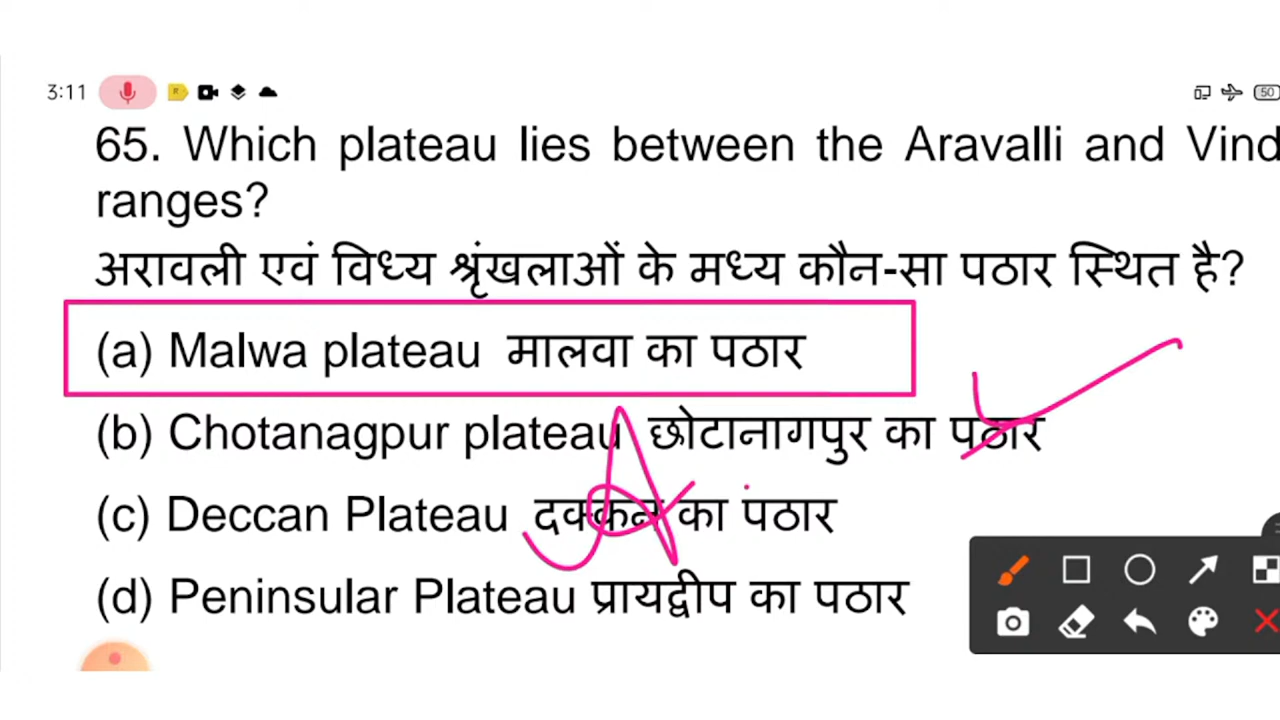 3:11 R 50
65. Which plateau lies between the Aravalli and Vind
ranges?
अरावली एवं विध्य श्रृंखलाओं के मध्य कौन-सा पठार स्थित है?
(a) Malwa plateau मालवा का पठार
(b) Chotanagpur plateau छोटानागपुर का पठार
(c) Deccan Plateau दक्कन का पठार
(d) Peninsular Plateau प्रायद्वीप का पठार
A